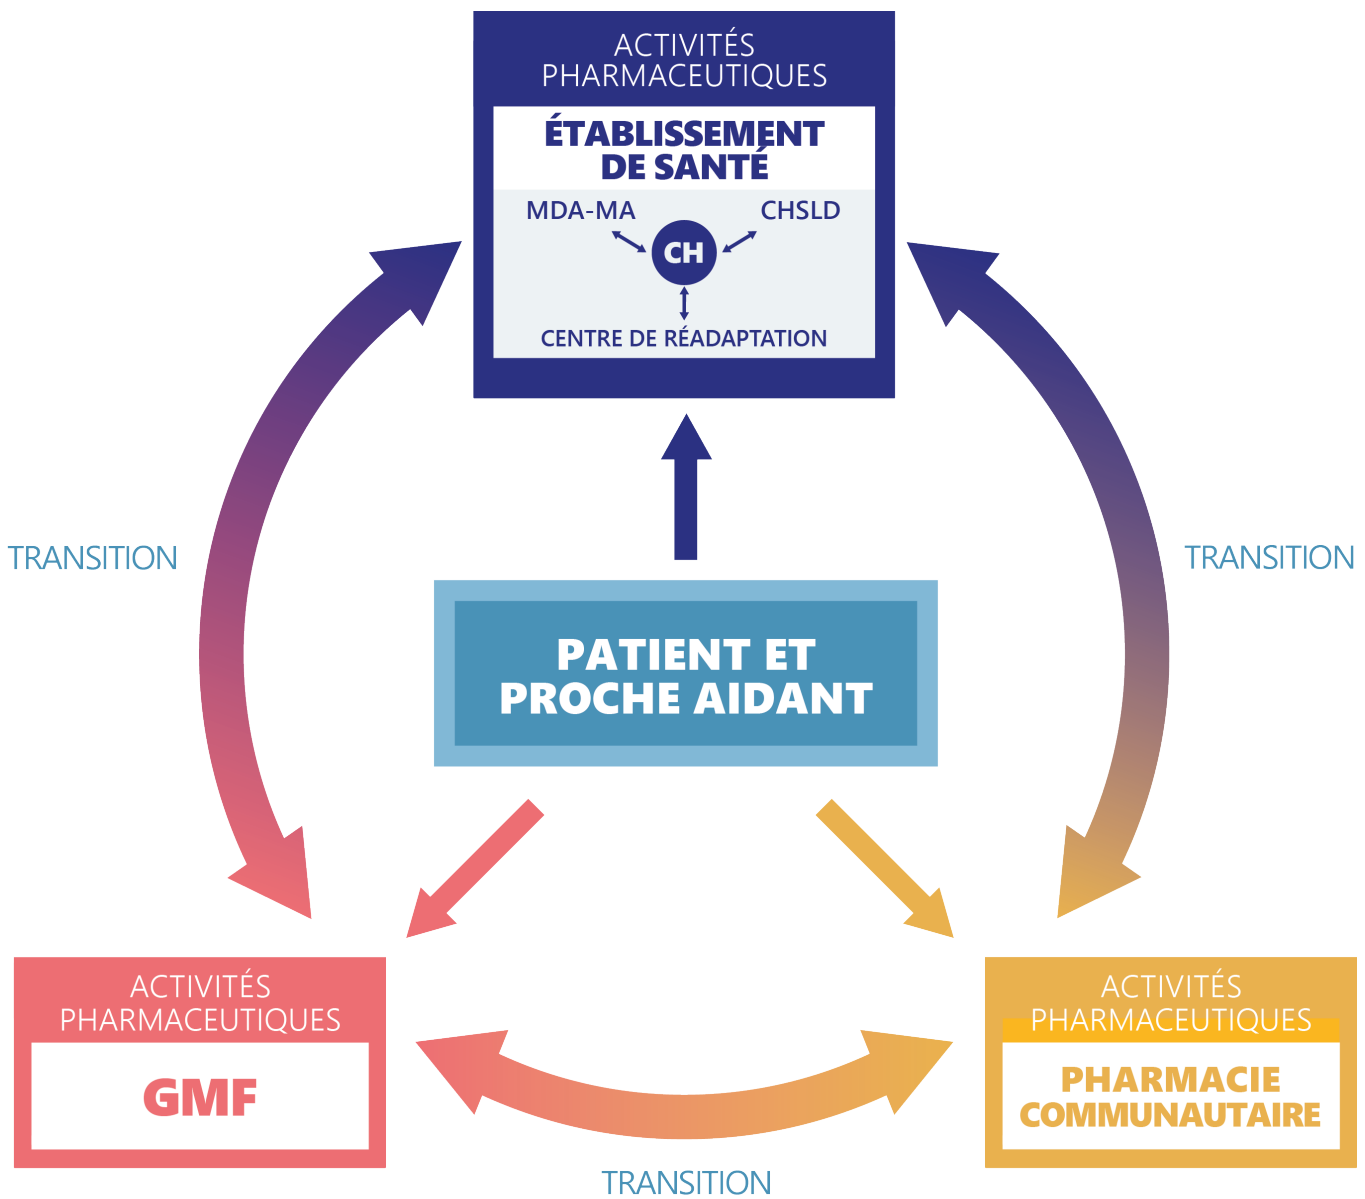 ACTIVITÉS
PHARMACEUTIQUES
ÉTABLISSEMENT
DE SANTÉ
MDA-MA
CHSLD
CH
CENTRE DE RÉADAPTATION
TRANSITION
TRANSITION
PATIENT ET
PROCHE AIDANT
ACTIVITÉS
PHARMACEUTIQUES
GMF
ACTIVITÉS
PHARMACEUTIQUES
PHARMACIE
COMMUNAUTAIRE
TRANSITION